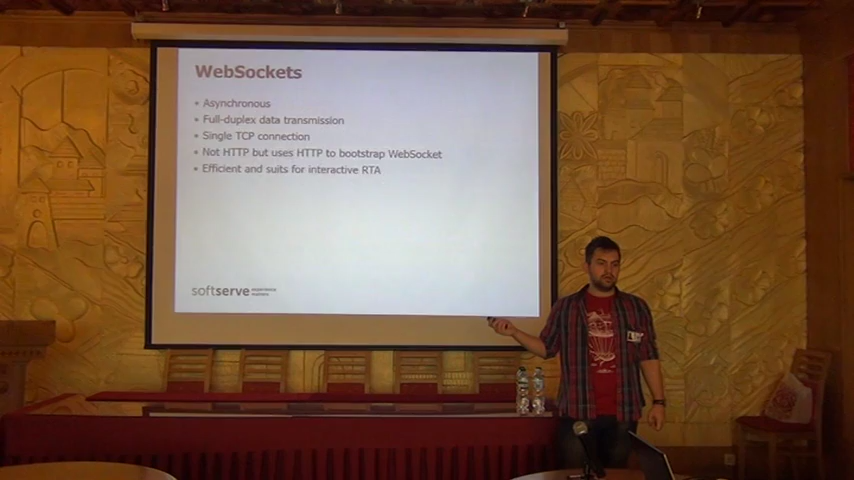 WebSockets
Asynchronous
Full-duplex data transmission
Single TCP connection
Not HTTP but uses HTTP to bootstrap WebSocket
Efficient and suits for interactive RTA
softserve